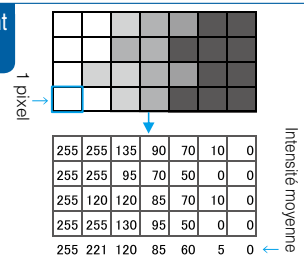 nt
1 pixel
255 255 135 90 70 10 0
255 255 95 70 50 0 0
255 120 120 85 70 10 0
255 255 130 95 50 0 0
255 221 120 85 60 5 0
Intensité moyenne